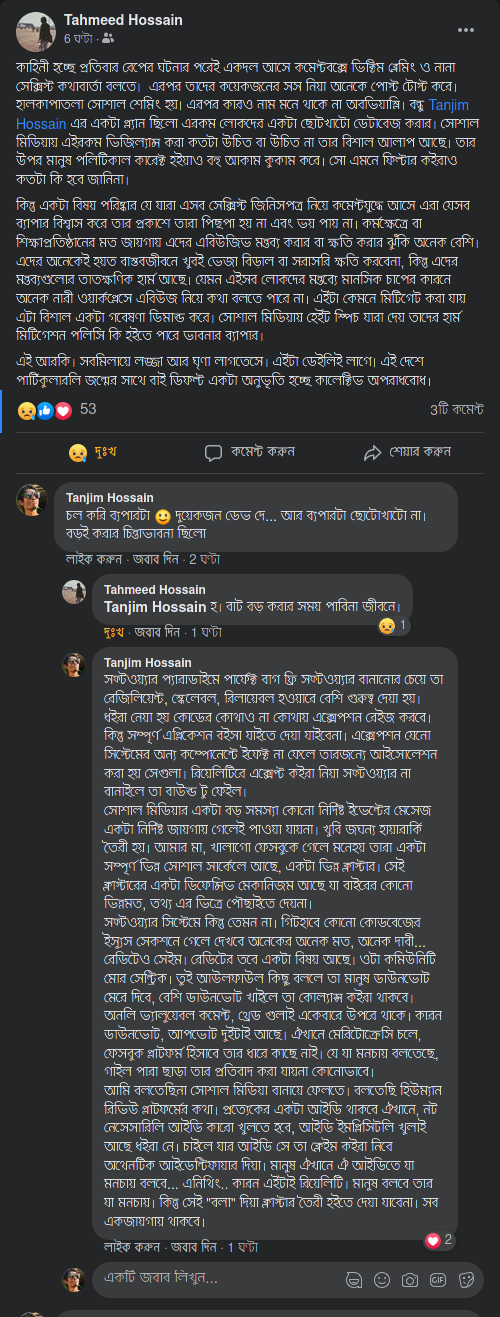 Tahmeed Hossain
6 ঘণ্টা ·
কাহিনী হচ্ছে প্রতিবার রেপের ঘটনার পরেই একদল আসে কমেন্টবক্সে ভিক্টিম ব্লেমিং ও নানা
সেক্সিস্ট কথাবার্তা বলতে। এরপর তাদের কয়েকজনের সস নিয়া অনেকে পোস্ট টোস্ট করে।
হালকাপাতলা সোশাল শেমিং হয়। এরপর কারও নাম মনে থাকে না অবভিয়াস্লি। বন্ধু Tanjim
Hossain এর একটা প্ল্যান ছিলো এরকম লোকদের একটা ছোটখাটো ডেটাবেজ করার। সোশাল
মিডিয়ায় এইরকম ভিজিল্যান্স করা কতটা উচিত বা উচিত না তার বিশাল আলাপ আছে। তার
উপর মানুষ পলিটিকাল কারেক্ট হইয়াও বহু আকাম কুকাম করে। সো এমনে ফিল্টার কইরাও
কতটা কি হবে জানিনা।
কিন্তু একটা বিষয় পরিষ্কার যে যারা এসব সেক্সিস্ট জিনিসপত্র নিয়ে কমেন্টযুদ্ধে আসে এরা যেসব
ব্যাপার বিশ্বাস করে তার প্রকাশে তারা পিছপা হয় না এবং ভয় পায় না। কর্মক্ষেত্রে বা
শিক্ষাপ্রতিষ্ঠানের মত জায়গায় এদের এবিউজিভ মন্তব্য করার বা ক্ষতি করার ঝুঁকি অনেক বেশি।
এদের অনেকেই হয়ত বাস্তবজীবনে খুবই ভেজা বিড়াল বা সরাসরি ক্ষতি করবেনা, কিন্তু এদের
মন্তব্যগুলোর তাতক্ষণিক হার্ম আছে। যেমন এইসব লোকদের মন্তব্যে মানসিক চাপের কারনে
অনেক নারী ওয়ার্কপ্লেসে এবিউজ নিয়ে কথা বলতে পারে না। এইটা কেমনে মিটিগেট করা যায়
এটা বিশাল একটা গবেষণা ডিমান্ড করে। সোশাল মিডিয়ায় হেইট স্পিচ যারা দেয় তাদের হার্ম
মিটিগেশন পলিসি কি হইতে পারে ভাবনার ব্যাপার।
এই আরকি। সবমিলায়ে লজ্জা আর ঘৃণা লাগতেসে। এইটা ডেইলিই লাগে। এই দেশে
পার্টিকুলারলি জন্মের সাথে বাই ডিফল্ট একটা অনুভূতি হচ্ছে কালেক্টিভ অপরাধবোধ।
53
3টি কমেন্ট
দুঃখ
কমেন্ট করুন
শেয়ার করুন
Tanjim Hossain
চল করি ব্যপারটা দুয়েকজন ডেভ দে... আর ব্যপারটা ছোটোখাটো না।
বড়ই করার চিন্তাভাবনা ছিলো
লাইক করুন · জবাব দিন · 2 ঘণ্টা
Tahmeed Hossain
Tanjim Hossain হ। বাট বড় করার সময় পাবিনা জীবনে।
1
দুঃখ · জবাব দিন · 1 ঘণ্টা
Tanjim Hossain
সফটওয়্যার প্যারাডাইমে পার্ফেক্ট বাগ ফ্রি সফটওয়্যার বানানোর চেয়ে তা
রেজিলিয়েন্ট, স্কেলেবল, রিলায়েবল হওয়ারে বেশি গুরুত্ব দেয়া হয়।
ধইরা নেয়া হয় কোডের কোথাও না কোথায় এক্সেপশন রেইজ করবে।
কিন্তু সম্পূর্ণ এপ্লিকেশন বইসা যাইতে দেয়া যাইবেনা। এক্সেপশন যেনো
সিস্টেমের অন্য কম্পোনেন্টে ইফেক্ট না ফেলে তারজন্যে আইসোলেশন
করা হয় সেগুলা। রিয়েলিটিরে এক্সেপ্ট কইরা নিয়া সফটওয়্যার না
বানাইলে তা বাউন্ড টু ফেইল।
সোশাল মিডিয়ার একটা বড় সমস্যা কোনো নির্দিষ্ট ইভেন্টের মেসেজ
একটা নির্দিষ্ট জায়গায় গেলেই পাওয়া যায়না। খুবি জঘন্য হায়ারার্কি
তৈরী হয়। আমার মা, খালাগো ফেসবুকে গেলে মনেহয় তারা একটা
সম্পূর্ণ ভিন্ন সোশাল সার্কেলে আছে, একটা ভিন্ন ক্লাস্টার। সেই
ক্লাস্টারের একটা ডিফেন্সিভ মেকানিজম আছে যা বাইরের কোনো
ভিন্নমত, তথ্য এর ভিত্রে পৌছাইতে দেয়না।
সফটওয়্যার সিস্টেমে কিন্তু তেমন না। গিটহাবে কোনো কোডবেজের
ইস্যুস সেকশনে গেলে দেখবে অনেকের অনেক মত, অনেক দাবী...
রেডিটেও সেইম। রেডিটের তবে একটা বিষয় আছে। ওটা কমিউনিটি
মোর সেন্ট্রিক। তুই আউলফাউল কিছু বললে তা মানুষ ডাউনভোট
মেরে দিবে, বেশি ডাউনভোট খাইলে তা কোল্যাপ্স কইরা থাকবে।
অনলি ভ্যালুয়েবল কমেন্ট, থ্রেড গুলাই একেবারে উপরে থাকে। কারন
ডাউনভোট, আপভোট দুইটাই আছে। ঐখানে মেরিটোক্রেসি চলে,
ফেসবুক প্লাটফর্ম হিসাবে তার ধারে কাছে নাই। যে যা মনচায় বলতেছে,
গাইল পারা ছাড়া তার প্রতিবাদ করা যায়না কোনোভাবে।
আমি বলতেছিনা সোশাল মিডিয়া বানায়ে ফেলতে। বলতেছি হিউম্যান
রিভিউ প্লাটফর্মের কথা। প্রত্যেকের একটা আইডি থাকবে ঐখানে, নট
নেসেসারিলি আইডি কারো খুলতে হবে, আইডি ইমপ্লিসিটলি খুলাই
আছে ধইরা নে। চাইলে যার আইডি সে তা ক্লেইম কইরা নিবে
অথেনটিক আইডেন্টিফায়ার দিয়া। মানুষ ঐখানে ঐ আইডিতে যা
মনচায় বলবে... এনিথিং.. কারন এইটাই রিয়েলিটি। মানুষ বলবে তার
যা মনচায়। কিন্তু সেই "বলা" দিয়া ক্লাস্টার তৈরী হইতে দেয়া যাবেনা। সব
একজায়গায় থাকবে।
2
লাইক করুন · জবাব দিন · 1 ঘণ্টা
একটি জবাব লিখুন...
GIF